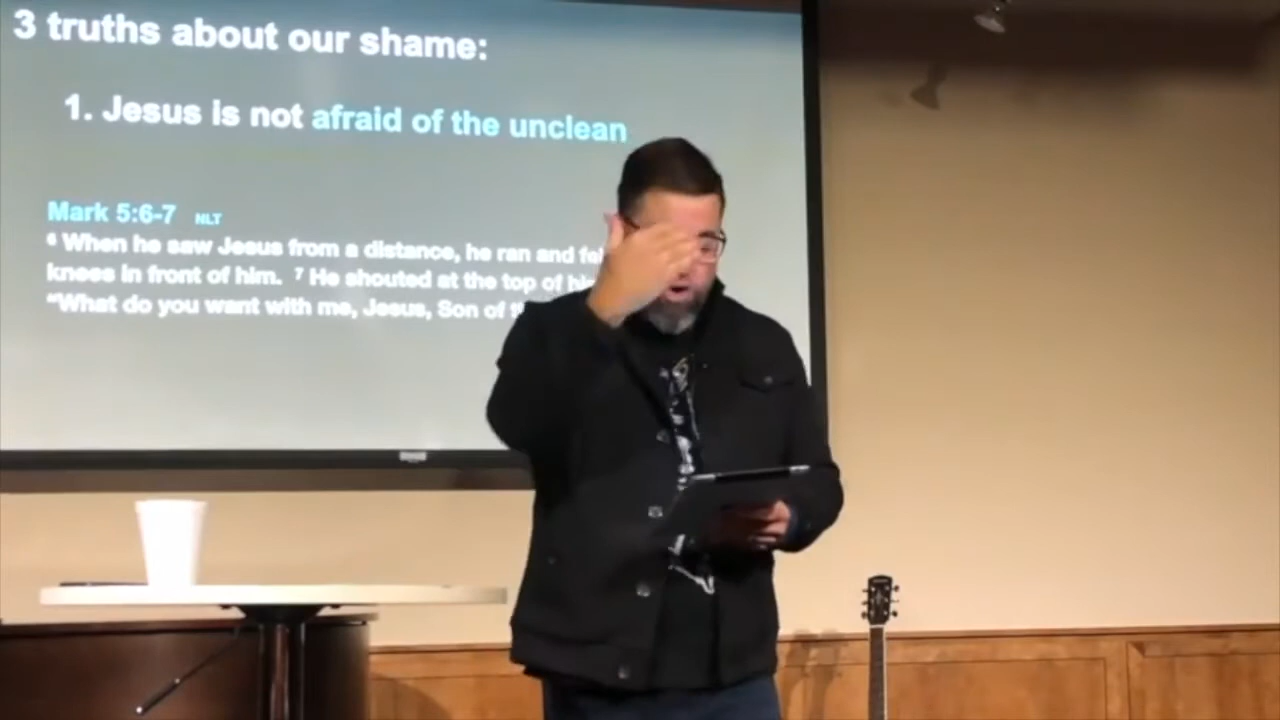 3 truths about our shame:
1. Jesus is not afraid of the unclean
Mark 5:6-7 NLT
6 When he saw Jesus from a distance, he ran and
knees in front of him. 7 He shouted at the top of
“What do you want with me, Jesus, Son of